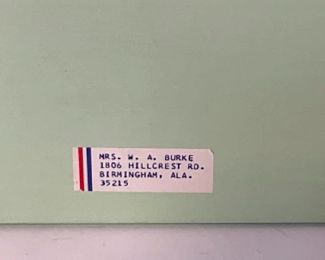 MRS. W. A. BURKE
1806 HILLCREST RD.
BIRMINGHAM, ALA.
35215